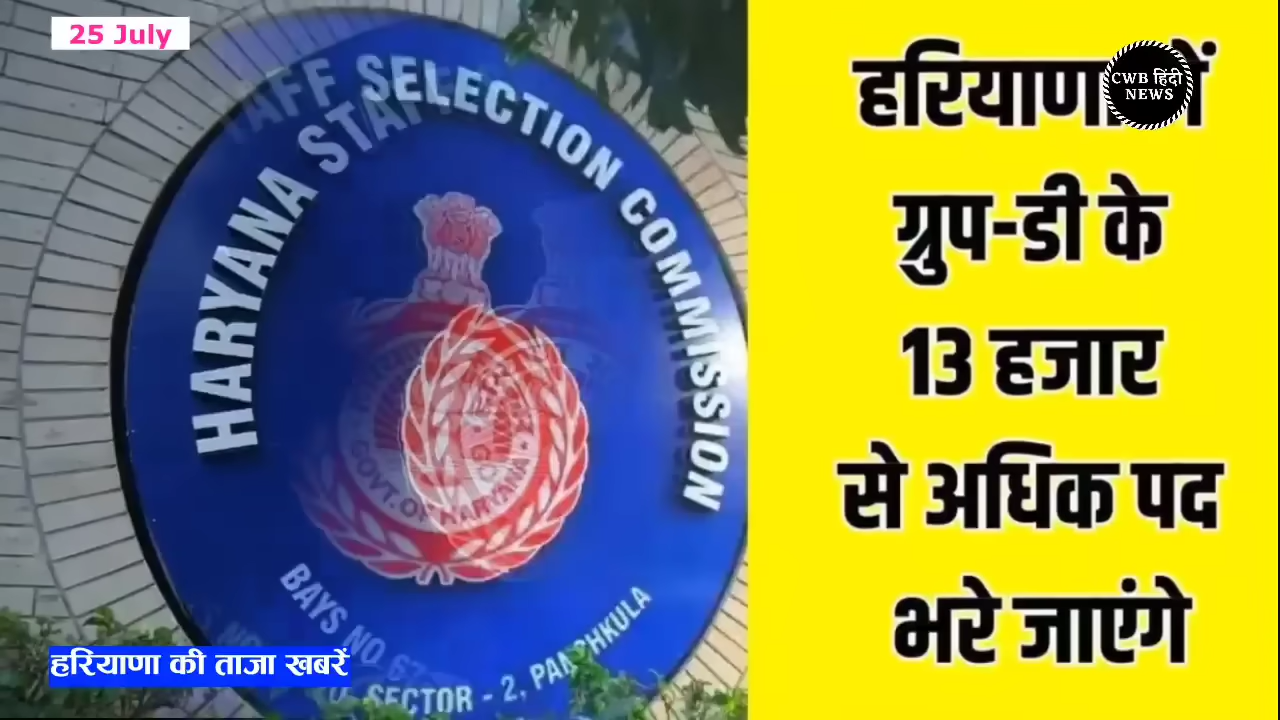 25 July
HARYANA STAFF SELECTION COMMISSION
GOVT. OF HARYANA
BAYS NO. 67
SECTOR - 2, PANCHKULA
हरियाणा की ताजा खबरें
CWB हिंदी
NEWS
हरियाणा में
ग्रुप-डी के
13 हजार
से अधिक पद
भरे जाएंगे